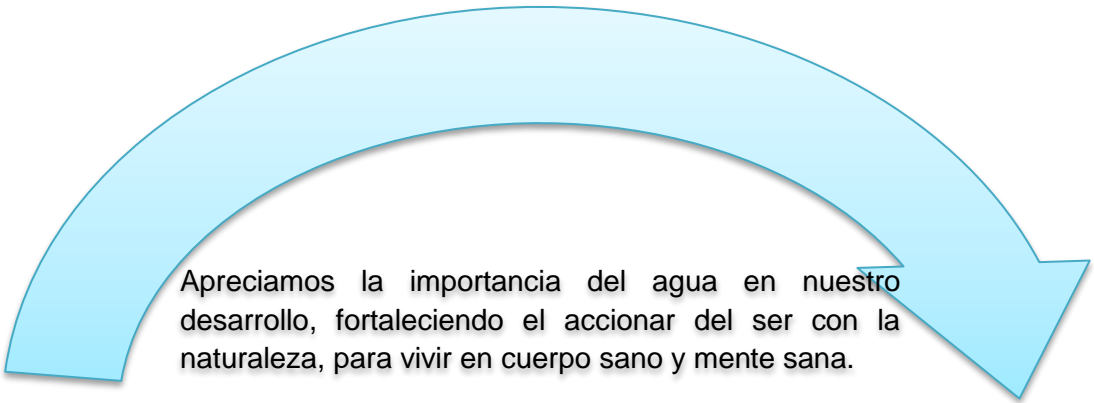 Apreciamos la importancia del agua en nuestro
desarrollo, fortaleciendo el accionar del ser con la
naturaleza, para vivir en cuerpo sano y mente sana.